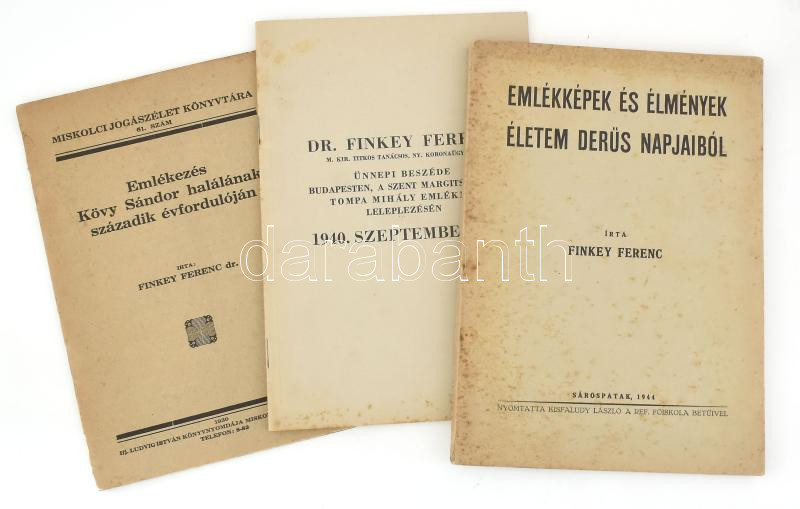 MISKOLCI JOGÁSZÉLET KÖNYVTÁRA
61. SZÁM
Emlékezés
Kövy Sándor halálának
századik évfordulóján
IRTA:
FINKEY FERENC dr.
1930
Ifj. LUDVIG ISTVÁN KÖNYVNYOMDÁJA MISKOL
TELEFON: 8-62
DR. FINKEY FERE
M. KIR. TITKOS TANÁCSOS, NY. KORONAÜGY
ÜNNEPI BESZÉDE
BUDAPESTEN, A SZENT MARGITS
TOMPA MIHÁLY EMLÉK
LELEPLEZÉSÉN
1940. SZEPTEMBE
EMLÉKKÉPEK ÉS ÉLMÉNYEK
ÉLETEM DERÜS NAPJAIBÓL
ÍRTA
FINKEY FERENC
SÁROSPATAK, 1944
NYOMTATTA KISFALUDY LÁSZLÓ A REF. FŐISKOLA BETŰIVEL
darabanth